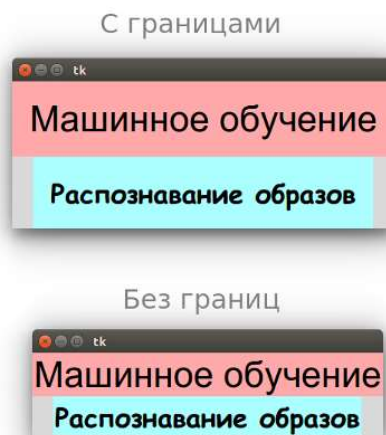 С границами
tk
Машинное обучение
Распознавание образов
Без границ
tk
Машинное обучение
Распознавание образов